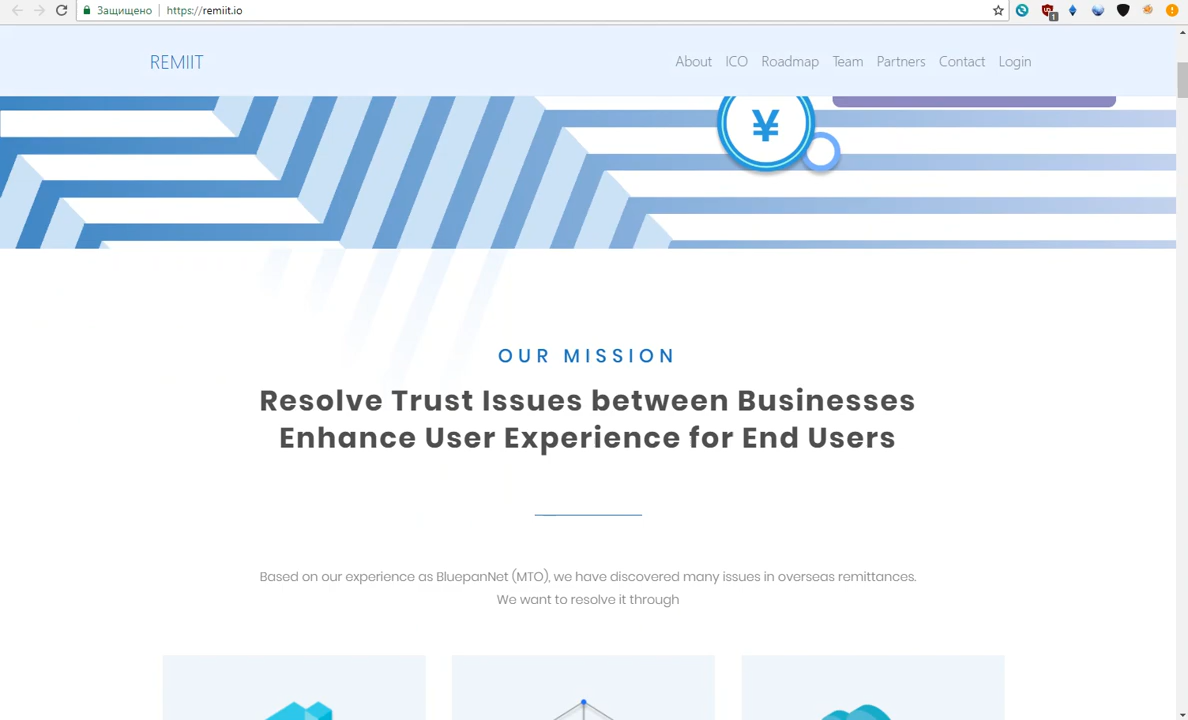 Защищено https://remiit.io
1
REMIIT
About ICO Roadmap Team Partners Contact Login
¥
OUR MISSION
Resolve Trust Issues between Businesses
Enhance User Experience for End Users
Based on our experience as BluepanNet (MTO), we have discovered many issues in overseas remittances.
We want to resolve it through